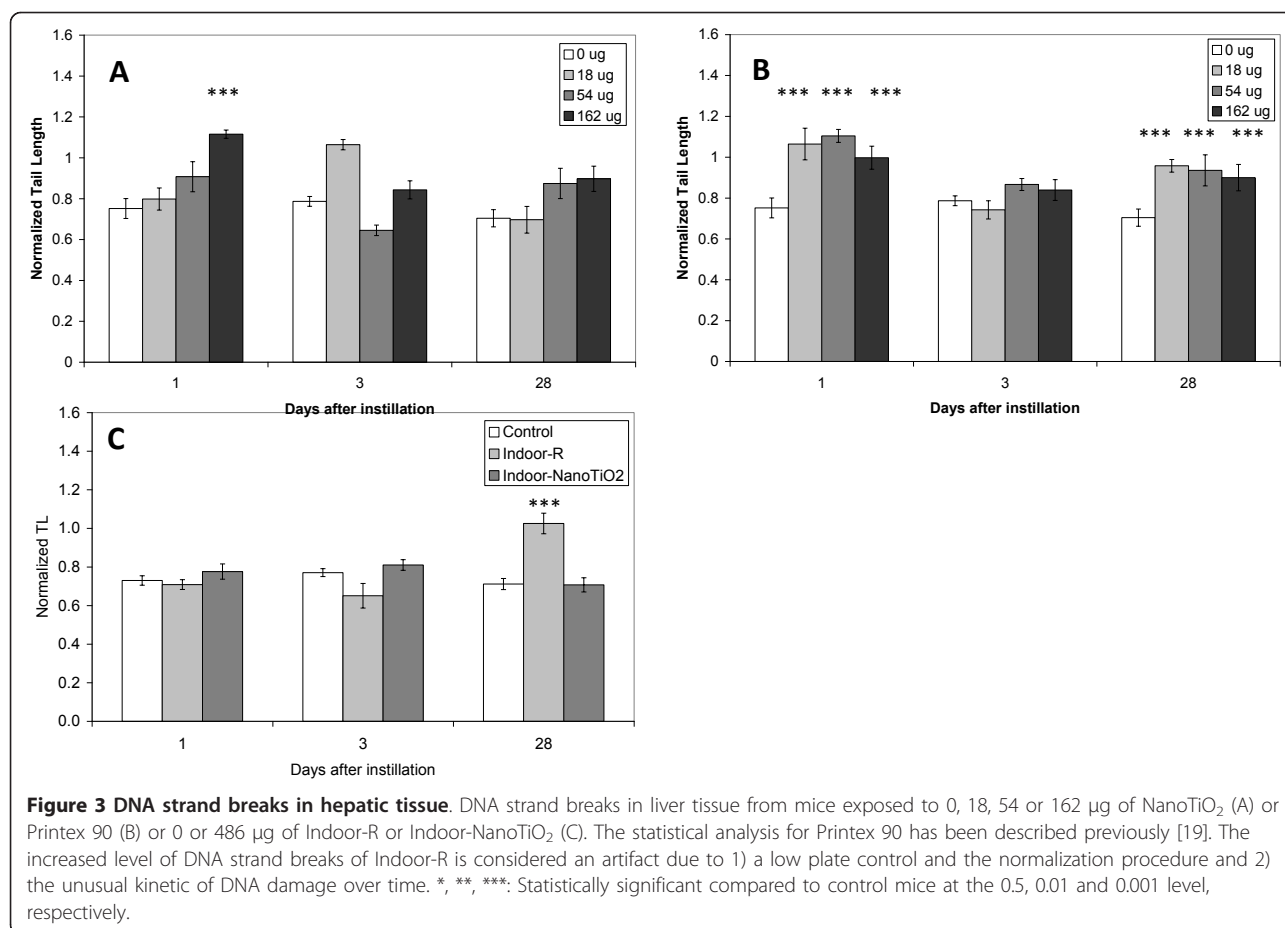 A
0 ug
18 ug
54 ug
162 ug
***
Normalized Tail Length
1.6
1.4
1.2
1
0.8
0.6
0.4
0.2
0
1 3 28
Days after instillation
B
0 ug
18 ug
54 ug
162 ug
*** *** ***
*** *** ***
Normalized Tail Length
1.6
1.4
1.2
1
0.8
0.6
0.4
0.2
0
1 3 28
Days after instillation
C
Control
Indoor-R
Indoor-NanoTiO2
***
Normalized TL
1.6
1.4
1.2
1.0
0.8
0.6
0.4
0.2
0.0
1 3 28
Days after instillation
Figure 3 DNA strand breaks in hepatic tissue. DNA strand breaks in liver tissue from mice exposed to 0, 18, 54 or 162 μg of NanoTiO₂ (A) or
Printex 90 (B) or 0 or 486 μg of Indoor-R or Indoor-NanoTiO₂ (C). The statistical analysis for Printex 90 has been described previously [19]. The
increased level of DNA strand breaks of Indoor-R is considered an artifact due to 1) a low plate control and the normalization procedure and 2)
the unusual kinetic of DNA damage over time. *, **, ***: Statistically significant compared to control mice at the 0.5, 0.01 and 0.001 level,
respectively.